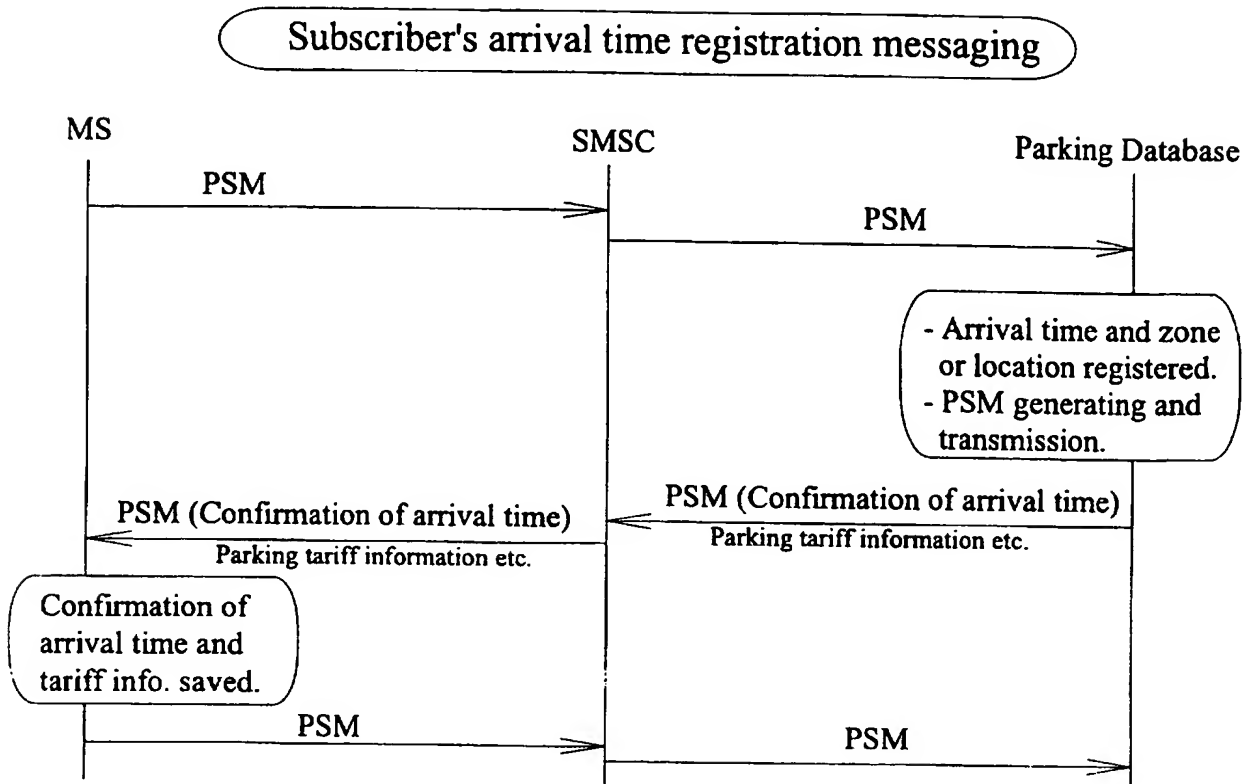 Subscriber's arrival time registration messaging
MS
SMSC
Parking Database
PSM
PSM
- Arrival time and zone
or location registered.
- PSM generating and
transmission.
PSM (Confirmation of arrival time)
Parking tariff information etc.
PSM (Confirmation of arrival time)
Parking tariff information etc.
Confirmation of
arrival time and
tariff info. saved.
PSM
PSM